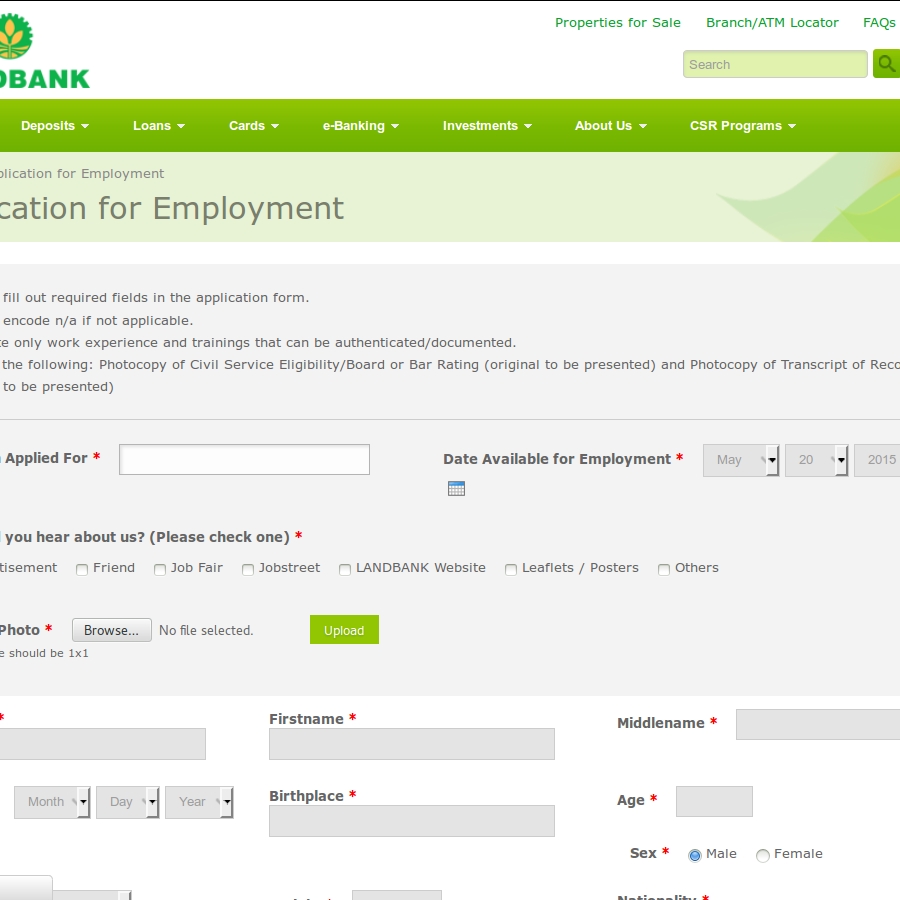 Properties for Sale Branch/ATM Locator FAQs
DBANK
Search
Deposits Loans Cards e-Banking Investments About Us CSR Programs
plication for Employment
cation for Employment
fill out required fields in the application form.
encode n/a if not applicable.
te only work experience and trainings that can be authenticated/documented.
the following: Photocopy of Civil Service Eligibility/Board or Bar Rating (original to be presented) and Photocopy of Transcript of Reco
to be presented)
Applied For * Date Available for Employment * May 20 2015
you hear about us? (Please check one) *
tisement Friend Job Fair Jobstreet LANDBANK Website Leaflets / Posters Others
Photo * Browse... No file selected. Upload
e should be 1x1
* Firstname * Middlename *
Month Day Year Birthplace * Age *
Sex * Male Female
Nationality *